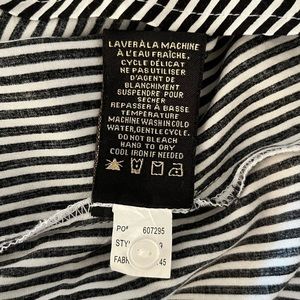 LAVER À LA MACHINE
À L'EAU FRAÎCHE,
CYCLE DÉLICAT
NE PAS UTILISER
D'AGENT DE
BLANCHIMENT
SUSPENDRE POUR
SÉCHER
REPASSER À BASSE
TEMPÉRATURE
MACHINE WASH IN COLD
WATER, GENTLE CYCLE.
DO NOT BLEACH
HANG TO DRY
COOL IRON IF NEEDED
607295